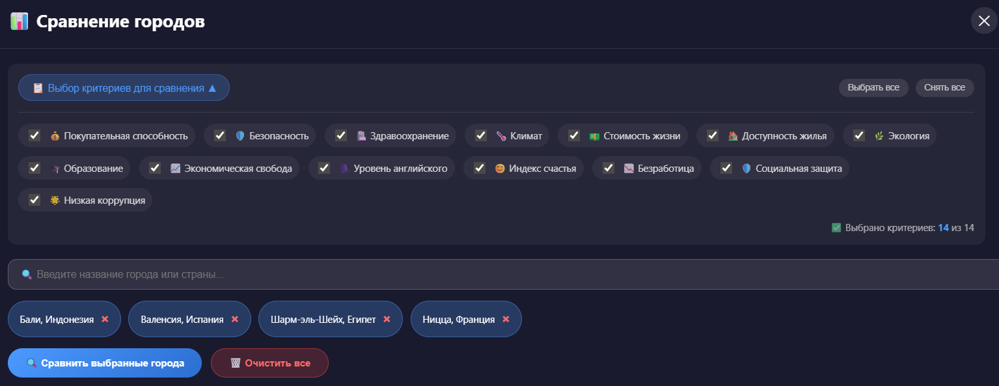 Сравнение городов
Выбор критериев для сравнения ▲
Выбрать все
Снять все
Покупательная способность
Безопасность
Здравоохранение
Климат
Стоимость жизни
Доступность жилья
Экология
Образование
Экономическая свобода
Уровень английского
Индекс счастья
Безработица
Социальная защита
Низкая коррупция
Выбрано критериев: 14 из 14
Введите название города или страны...
Бали, Индонезия
Валенсия, Испания
Шарм-эль-Шейх, Египет
Ницца, Франция
Сравнить выбранные города
Очистить все